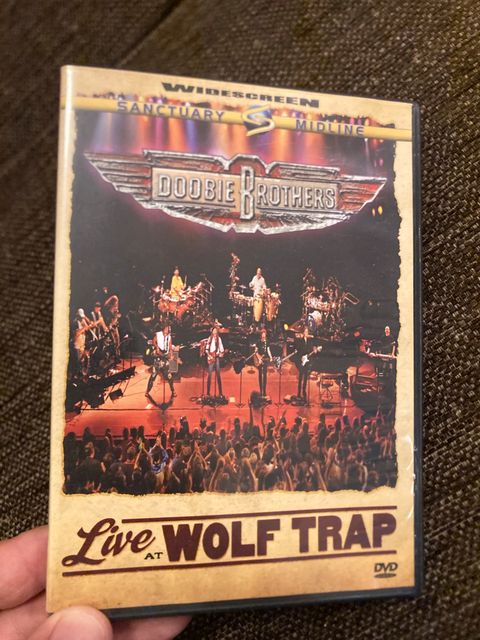 WIDESCREEN
SANCTUARY MIDLINE
DOOBIE BROTHERS
Live AT WOLF TRAP
DVD